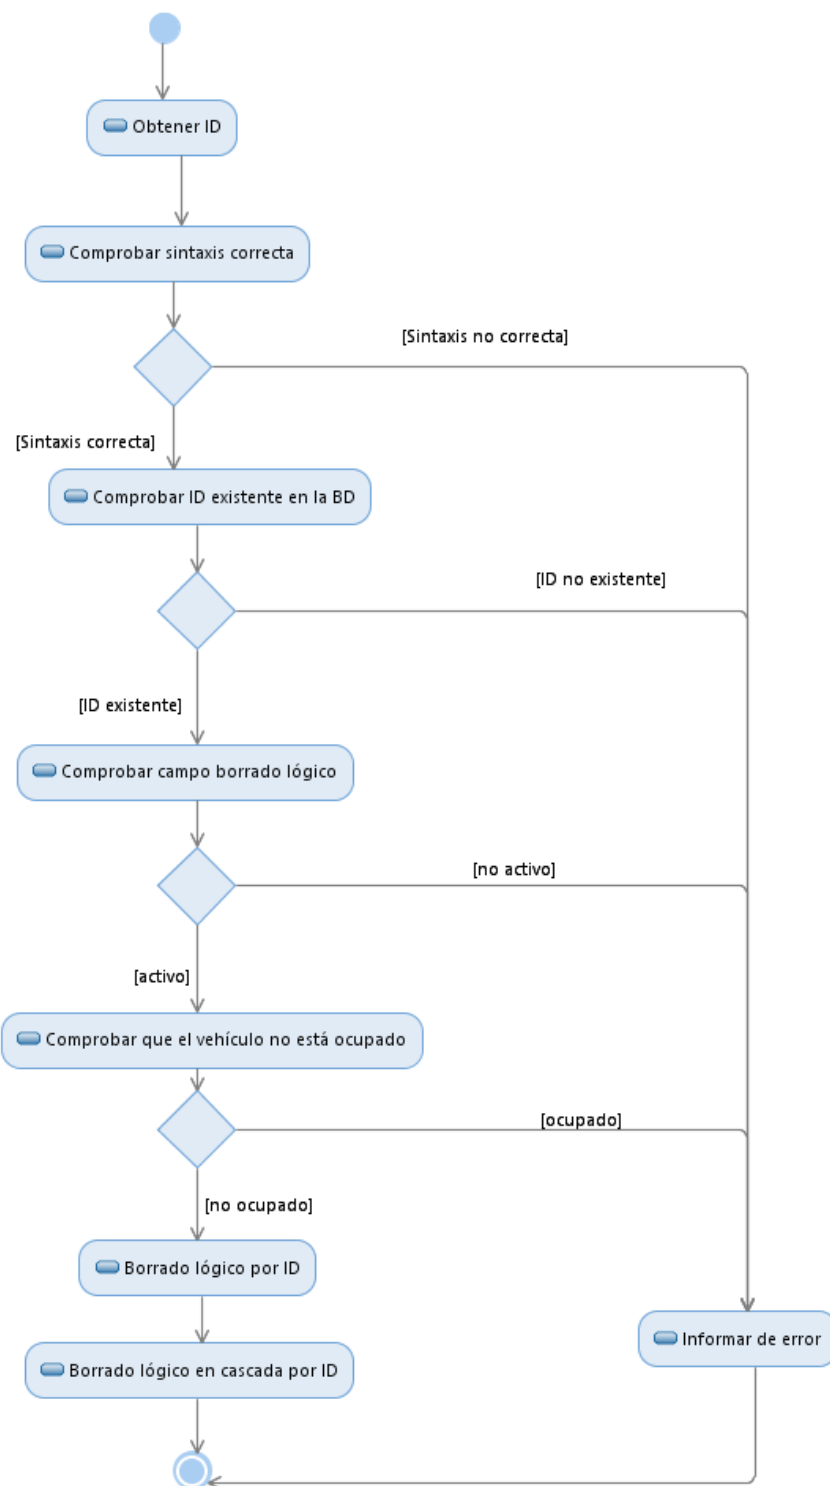 Obtener ID
Comprobar sintaxis correcta
[Sintaxis no correcta]
[Sintaxis correcta]
Comprobar ID existente en la BD
[ID no existente]
[ID existente]
Comprobar campo borrado lógico
[no activo]
[activo]
Comprobar que el vehículo no está ocupado
[ocupado]
[no ocupado]
Borrado lógico por ID
Informar de error
Borrado lógico en cascada por ID